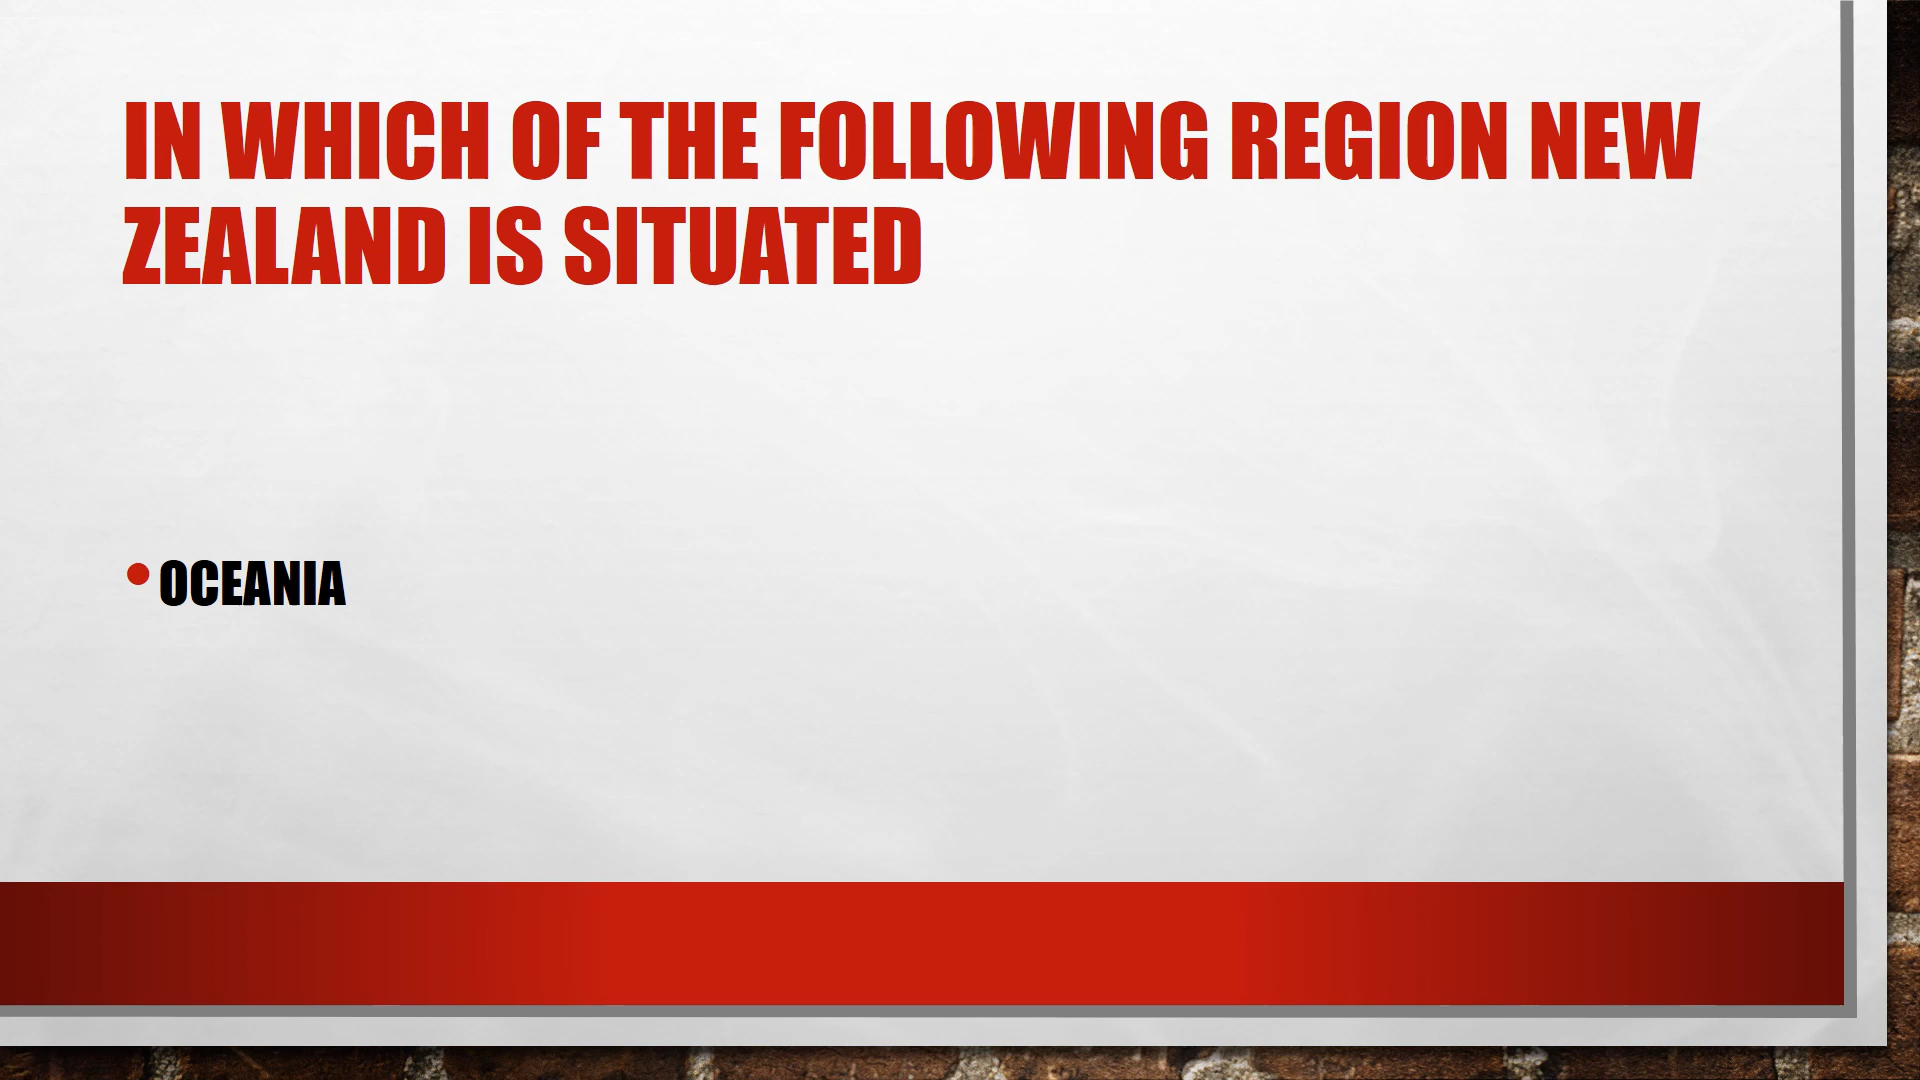 IN WHICH OF THE FOLLOWING REGION NEW
ZEALAND IS SITUATED
• OCEANIA